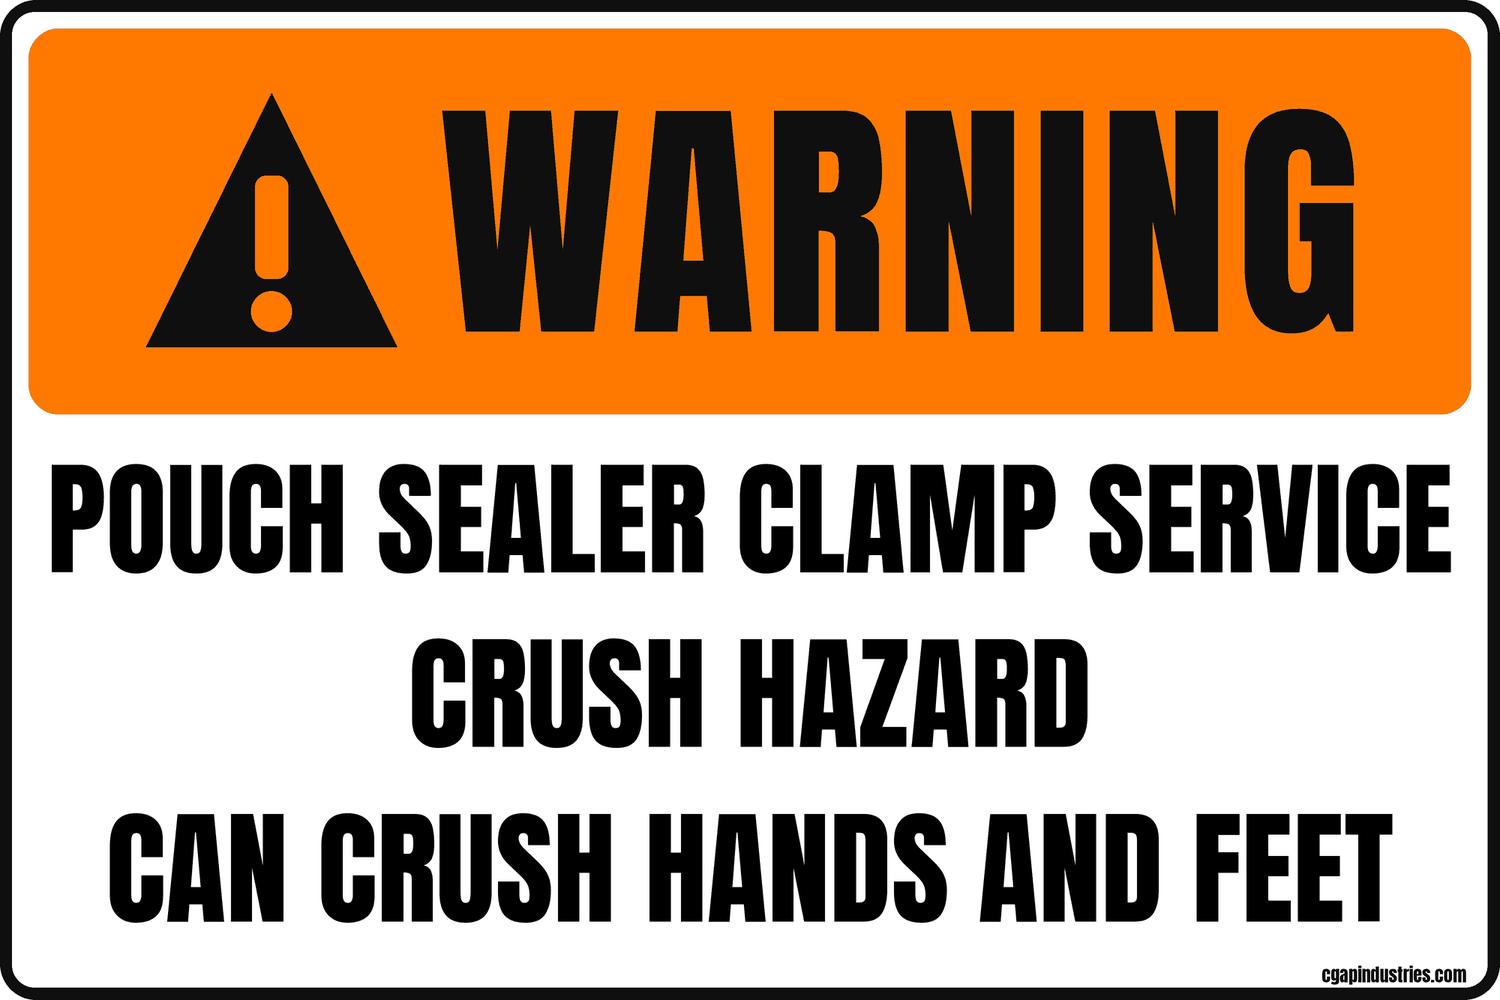 WARNING
POUCH SEALER CLAMP SERVICE
CRUSH HAZARD
CAN CRUSH HANDS AND FEET
cgapindustries.com